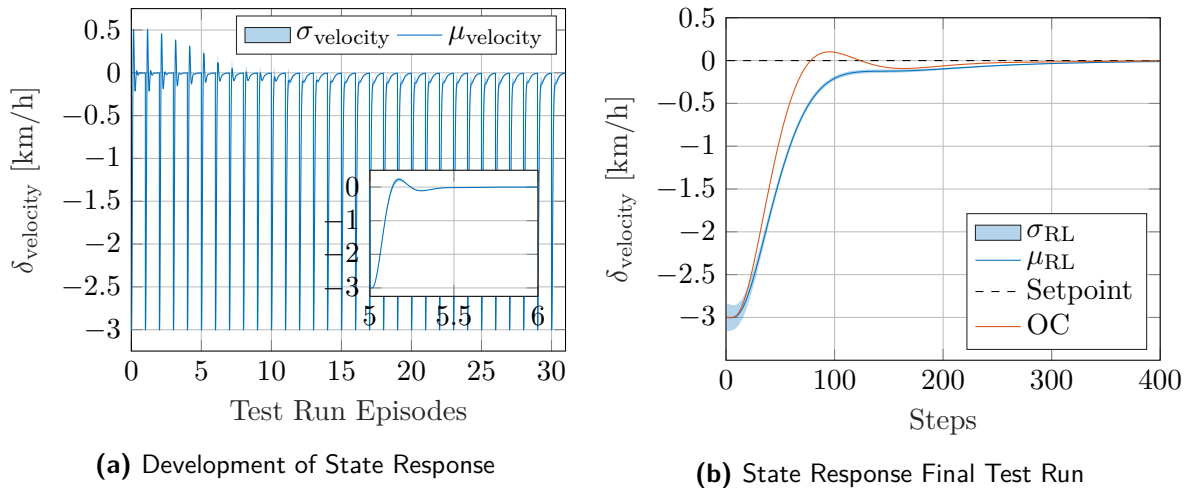 σvelocity μvelocity
0.5
0
−0.5
−1
−1.5
−2
−2.5
−3
δvelocity [km/h]
0
−1
−2
−3
5 5.5 6
0 5 10 15 20 25 30
Test Run Episodes
(a) Development of State Response
0.5
0
−0.5
−1
−1.5
−2
−2.5
−3
δvelocity [km/h]
σRL
μRL
Setpoint
OC
0 100 200 300 400
Steps
(b) State Response Final Test Run